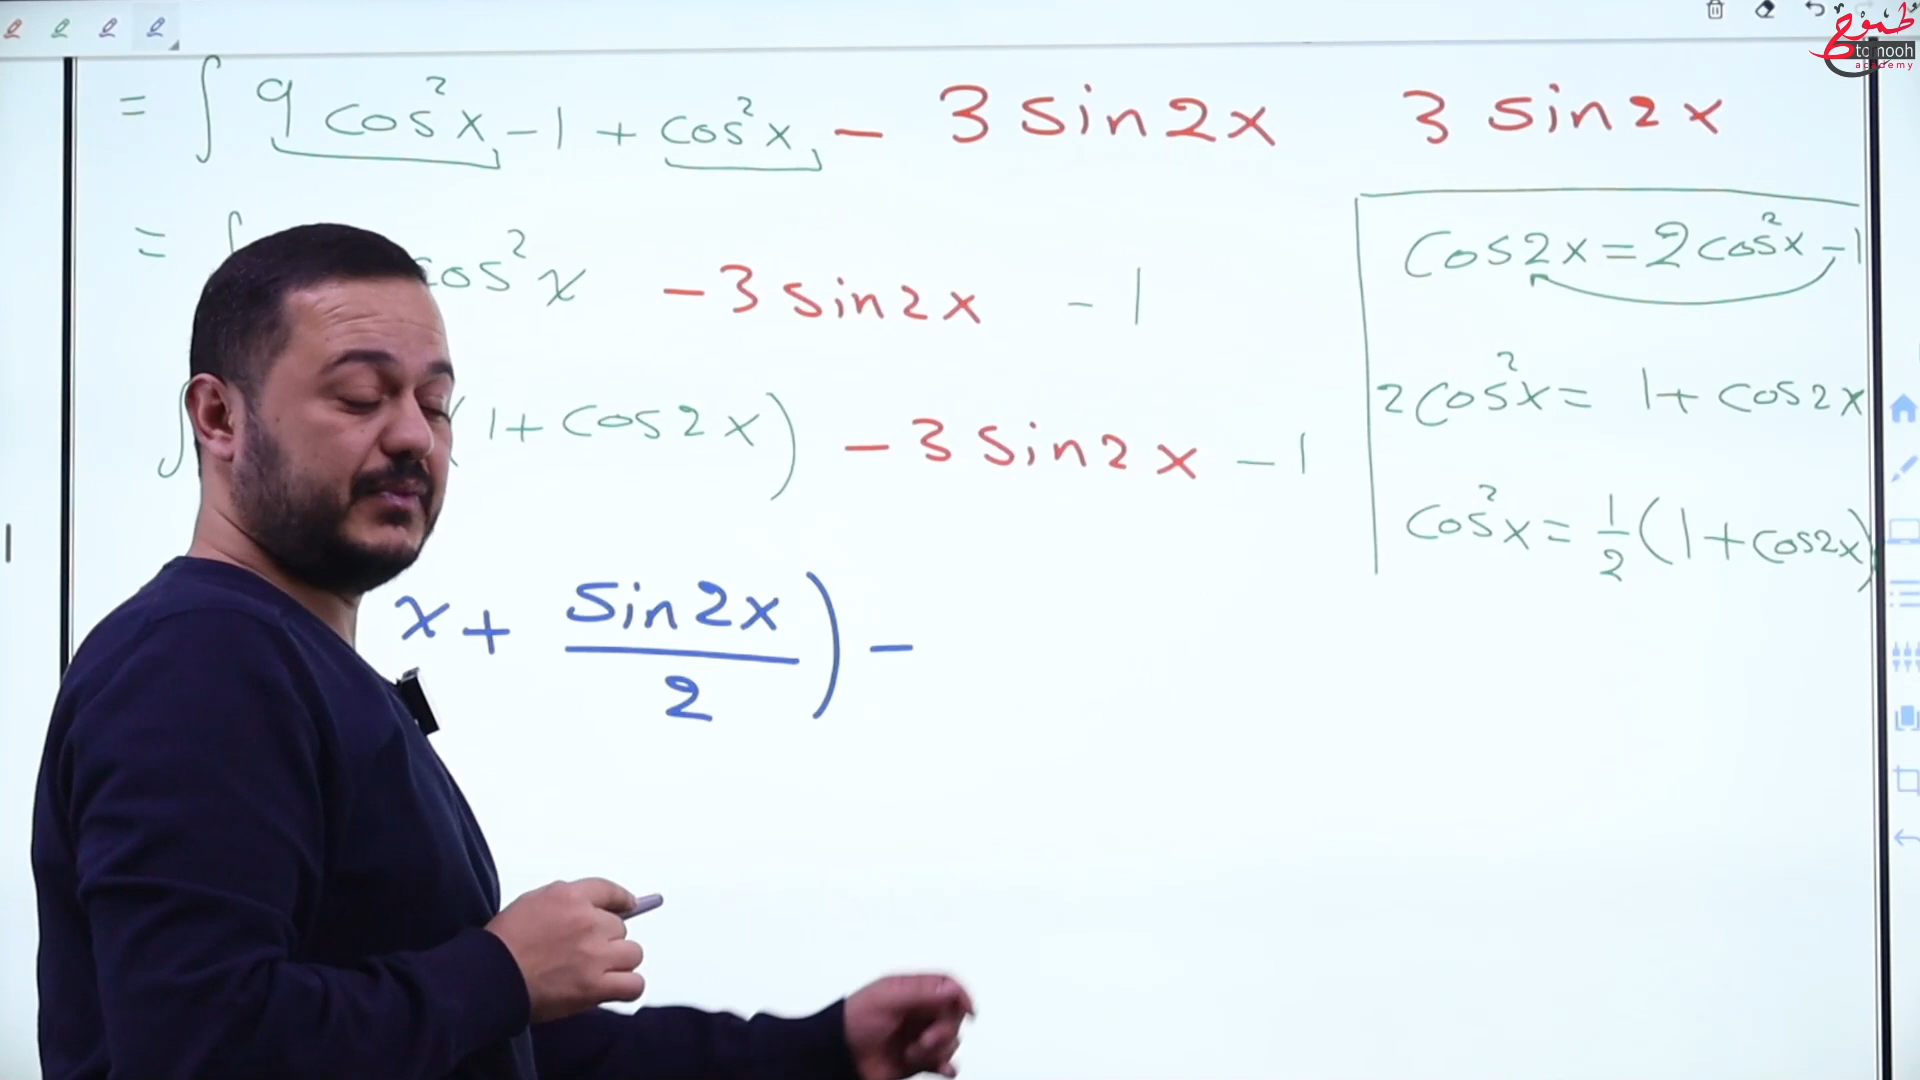 طموح
tomooh
academy
= ∫ 9 cos²x - 1 + cos²x - 3 sin2x 3 sin2x
= ∫ cos²x - 3 sin2x - 1
∫ (1 + cos2x) - 3 sin2x - 1
x + sin2x/2) -
cos2x = 2cos²x - 1
2cos²x = 1 + cos2x
cos²x = 1/2 (1 + cos2x)